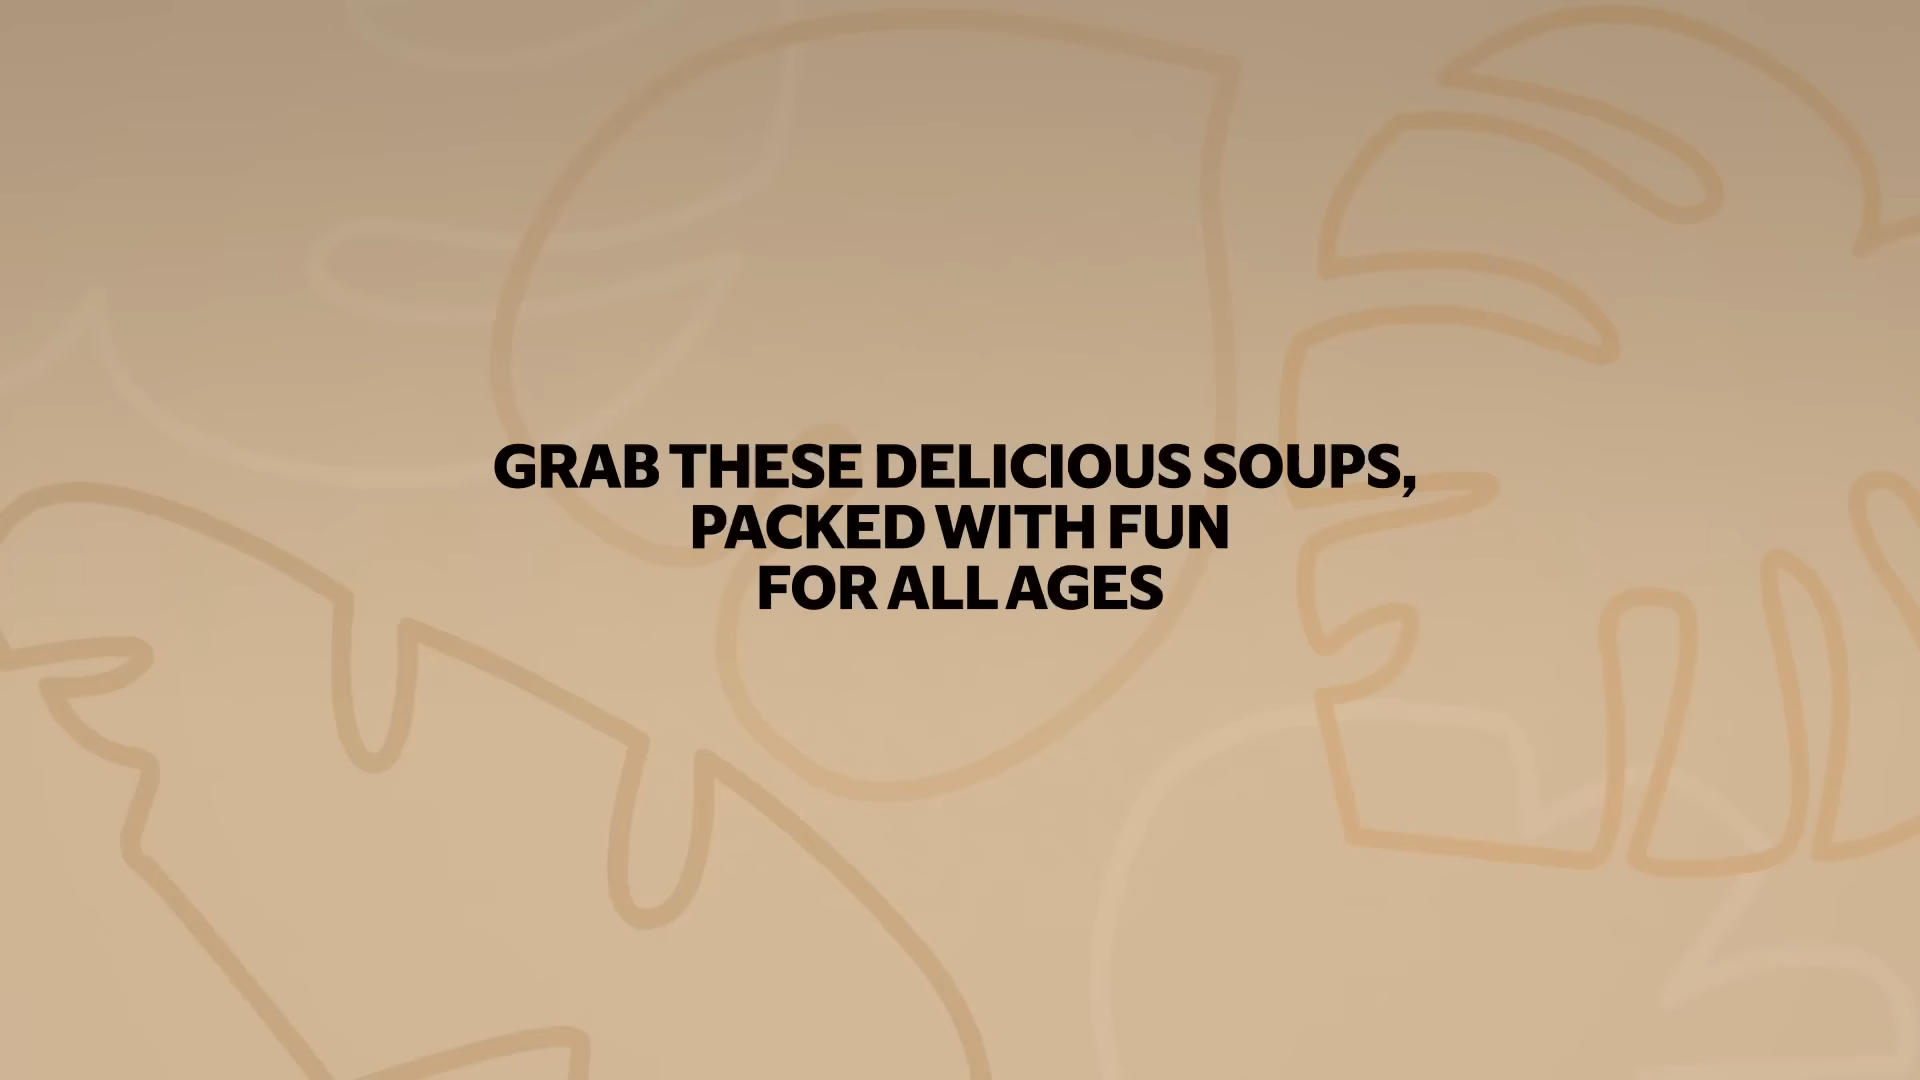 GRAB THESE DELICIOUS SOUPS,
PACKED WITH FUN
FOR ALL AGES